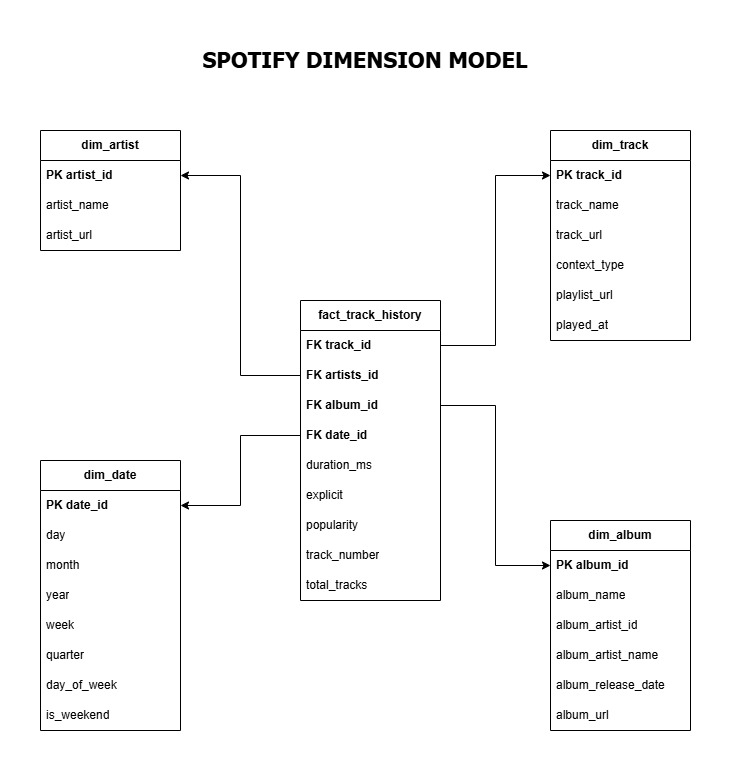 SPOTIFY DIMENSION MODEL
dim_artist
PK artist_id
artist_name
artist_url
dim_track
PK track_id
track_name
track_url
context_type
playlist_url
played_at
fact_track_history
FK track_id
FK artists_id
FK album_id
FK date_id
duration_ms
explicit
popularity
track_number
total_tracks
dim_date
PK date_id
day
month
year
week
quarter
day_of_week
is_weekend
dim_album
PK album_id
album_name
album_artist_id
album_artist_name
album_release_date
album_url